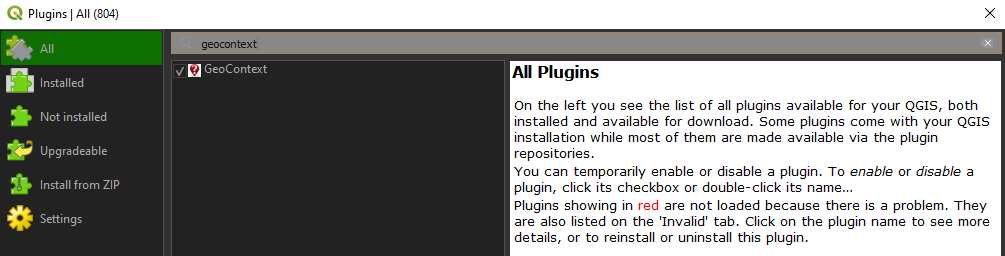 Plugins | All (804)
All
Installed
Not installed
Upgradeable
Install from ZIP
Settings
geocontext
GeoContext
All Plugins
On the left you see the list of all plugins available for your QGIS, both
installed and available for download. Some plugins come with your QGIS
installation while most of them are made available via the plugin
repositories.
You can temporarily enable or disable a plugin. To enable or disable a
plugin, click its checkbox or double-click its name...
Plugins showing in red are not loaded because there is a problem. They
are also listed on the 'Invalid' tab. Click on the plugin name to see more
details, or to reinstall or uninstall this plugin.